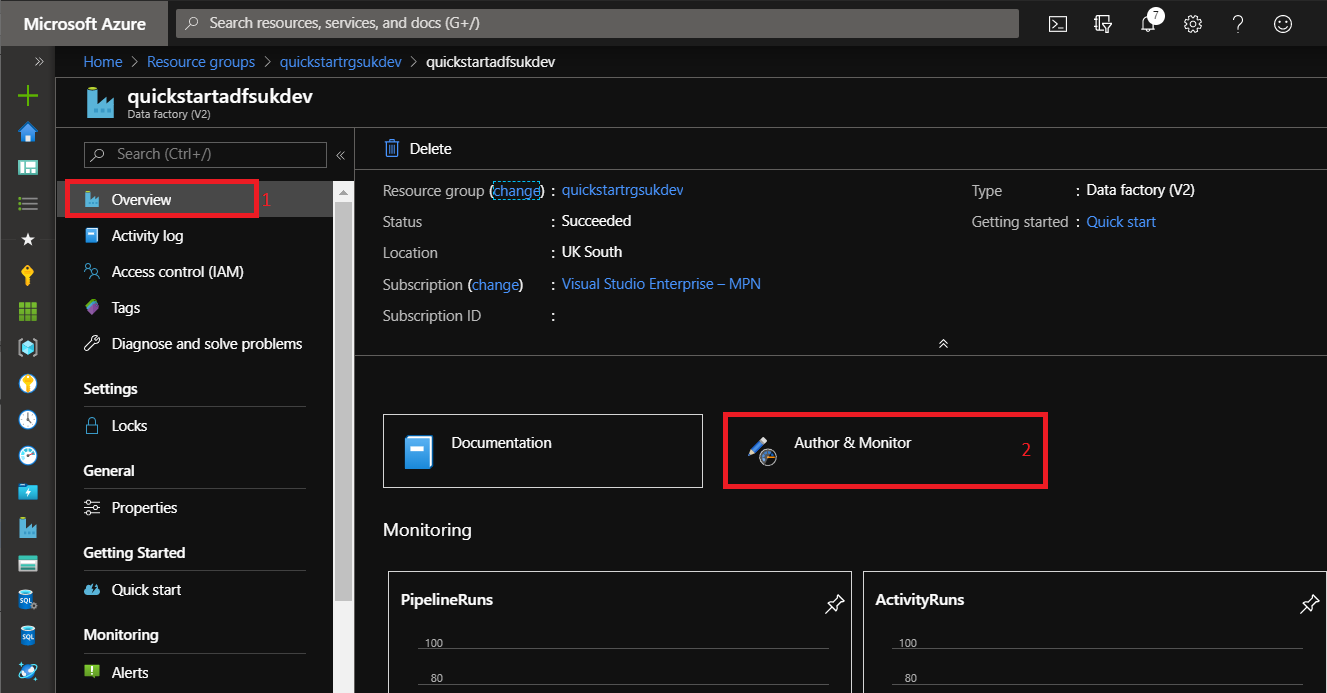 Microsoft Azure
Search resources, services, and docs (G+/)
7
Home > Resource groups > quickstartrgsukdev > quickstartadfsukdev
quickstartadfsukdev
Data factory (V2)
Search (Ctrl+/)
Overview 1
Activity log
Access control (IAM)
Tags
Diagnose and solve problems
Settings
Locks
General
Properties
Getting Started
Quick start
Monitoring
Alerts
Delete
Resource group (change) : quickstartrgsukdev
Status : Succeeded
Location : UK South
Subscription (change) : Visual Studio Enterprise – MPN
Subscription ID :
Type : Data factory (V2)
Getting started : Quick start
Documentation
Author & Monitor 2
Monitoring
PipelineRuns
100
80
ActivityRuns
100
80
SQL
SQL